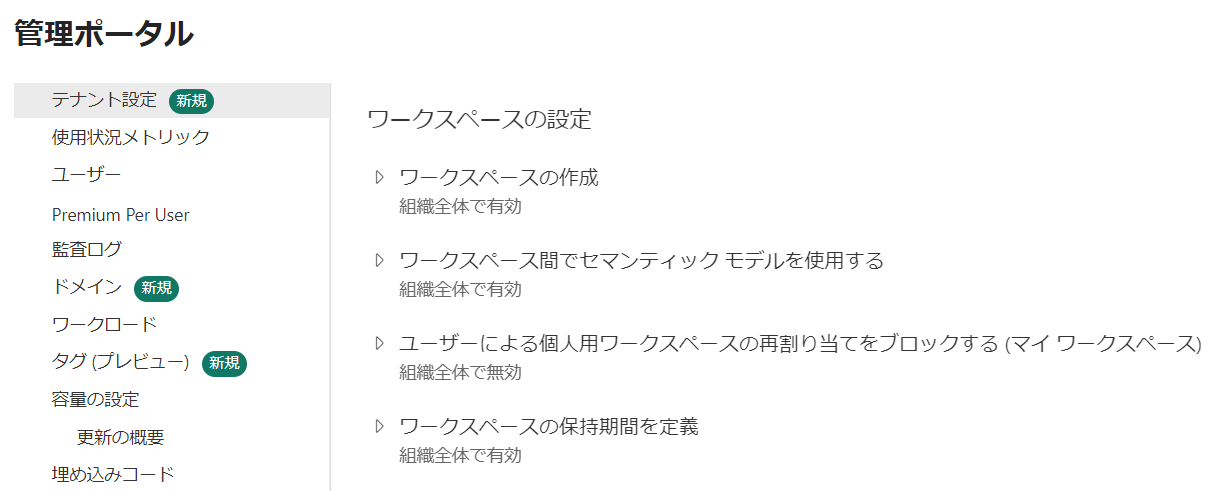 管理ポータル
テナント設定 新規
使用状況メトリック
ユーザー
Premium Per User
監査ログ
ドメイン 新規
ワークロード
タグ (プレビュー) 新規
容量の設定
更新の概要
埋め込みコード
ワークスペースの設定
ワークスペースの作成
組織全体で有効
ワークスペース間でセマンティック モデルを使用する
組織全体で有効
ユーザーによる個人用ワークスペースの再割り当てをブロックする (マイ ワークスペース)
組織全体で無効
ワークスペースの保持期間を定義
組織全体で有効